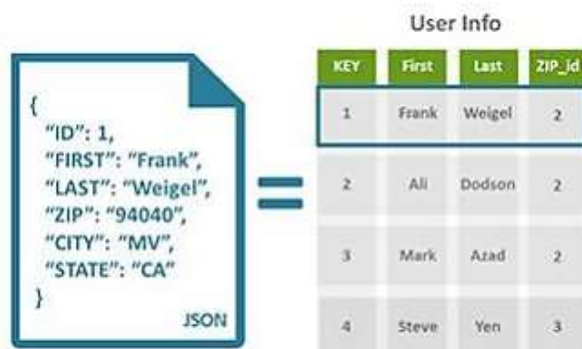 {
“ID”: 1,
“FIRST”: “Frank”,
“LAST”: “Weigel”,
“ZIP”: “94040”,
“CITY”: “MV”,
“STATE”: “CA”
}
JSON
=
User Info
KEY First Last ZIP_id
1 Frank Weigel 2
2 Ali Dodson 2
3 Mark Azad 2
4 Steve Yen 3